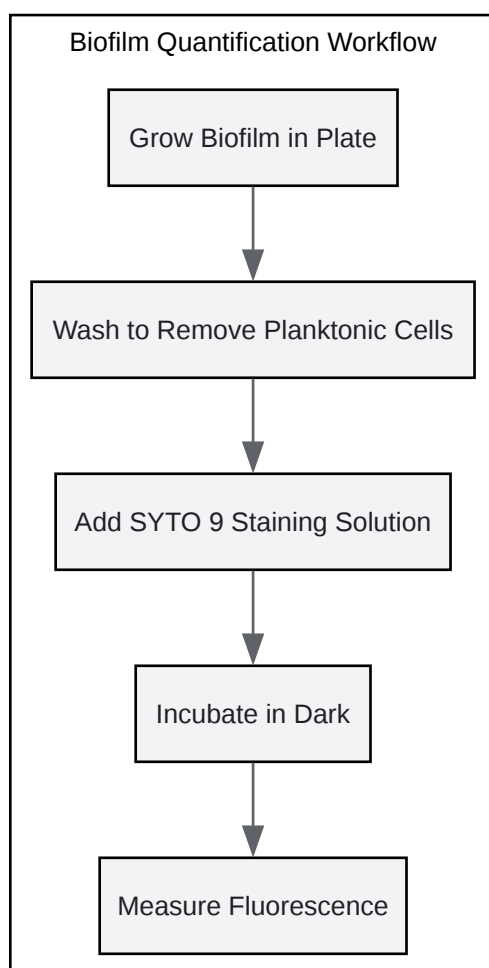 Biofilm Quantification Workflow
Grow Biofilm in Plate
Wash to Remove Planktonic Cells
Add SYTO 9 Staining Solution
Incubate in Dark
Measure Fluorescence